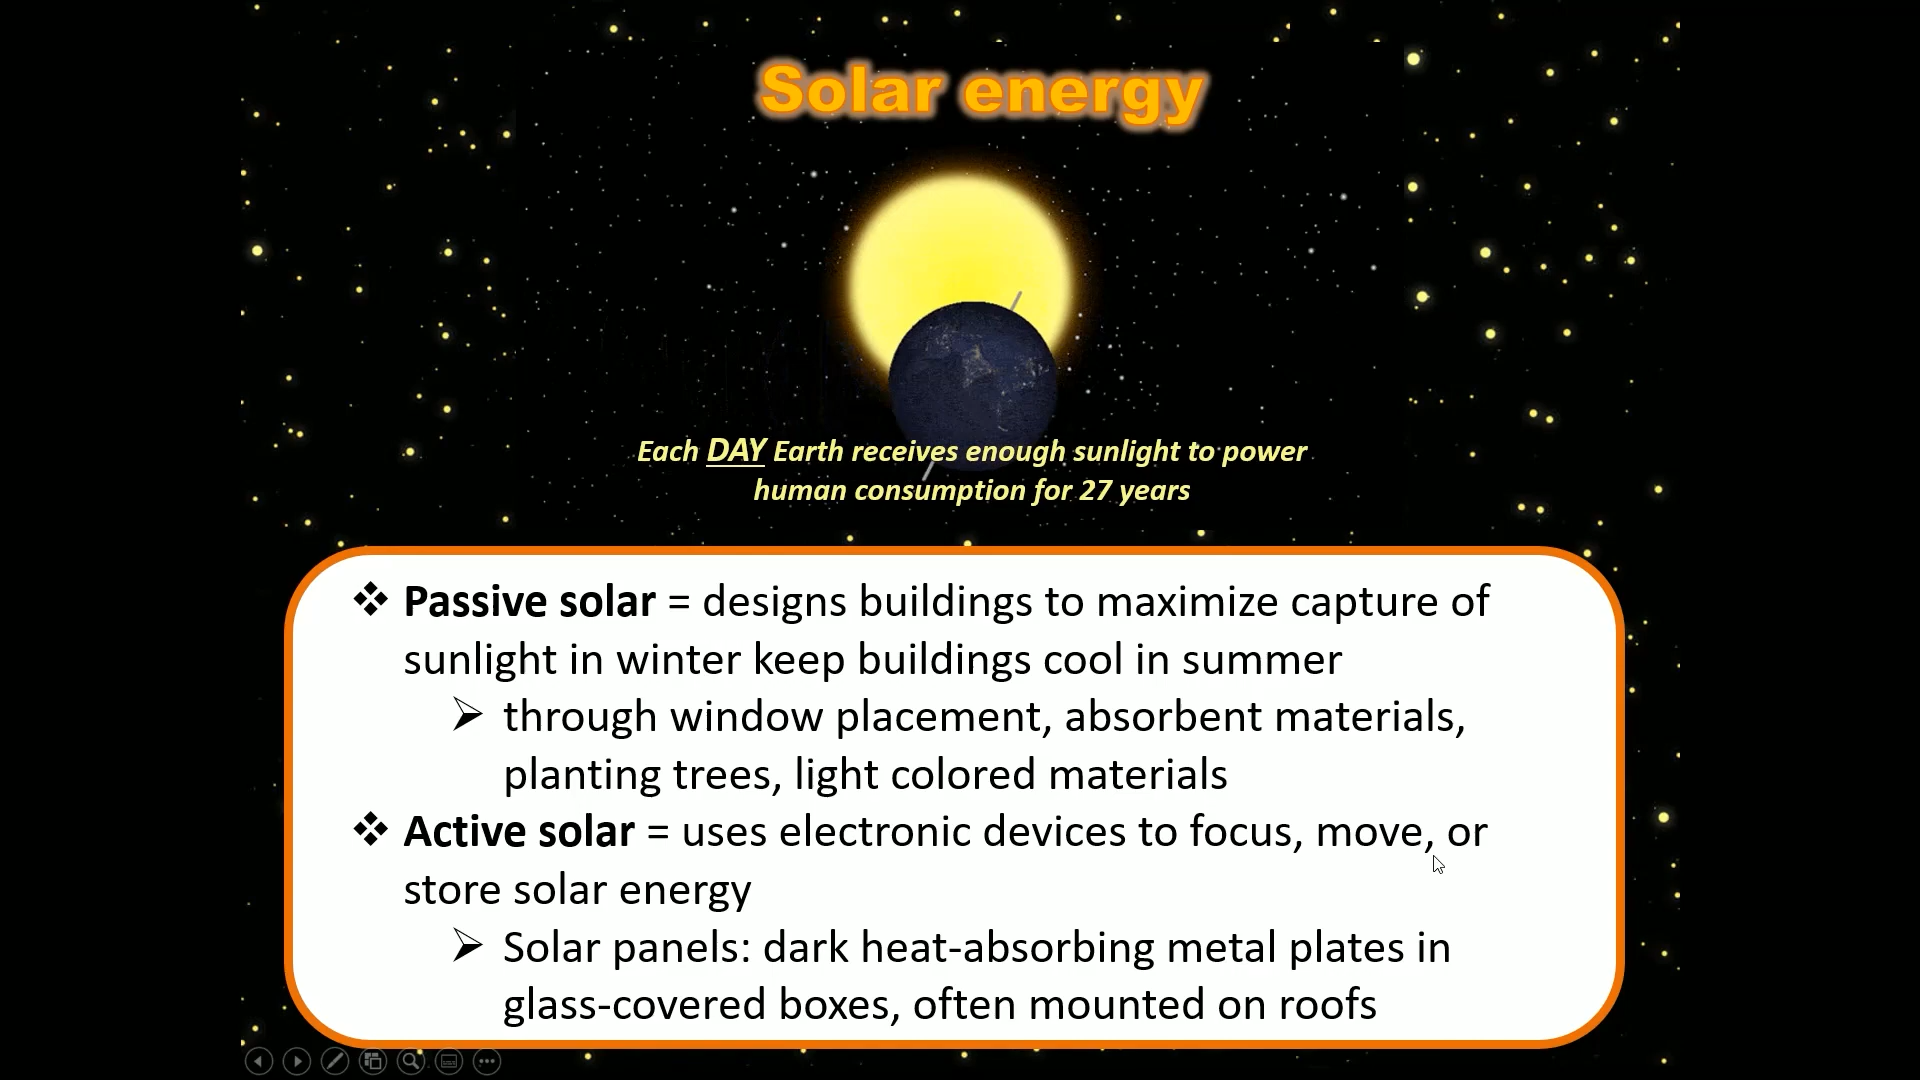 Solar energy
Each DAY Earth receives enough sunlight to power
human consumption for 27 years
❖ Passive solar = designs buildings to maximize capture of
sunlight in winter keep buildings cool in summer
➢ through window placement, absorbent materials,
planting trees, light colored materials
❖ Active solar = uses electronic devices to focus, move, or
store solar energy
➢ Solar panels: dark heat-absorbing metal plates in
glass-covered boxes, often mounted on roofs